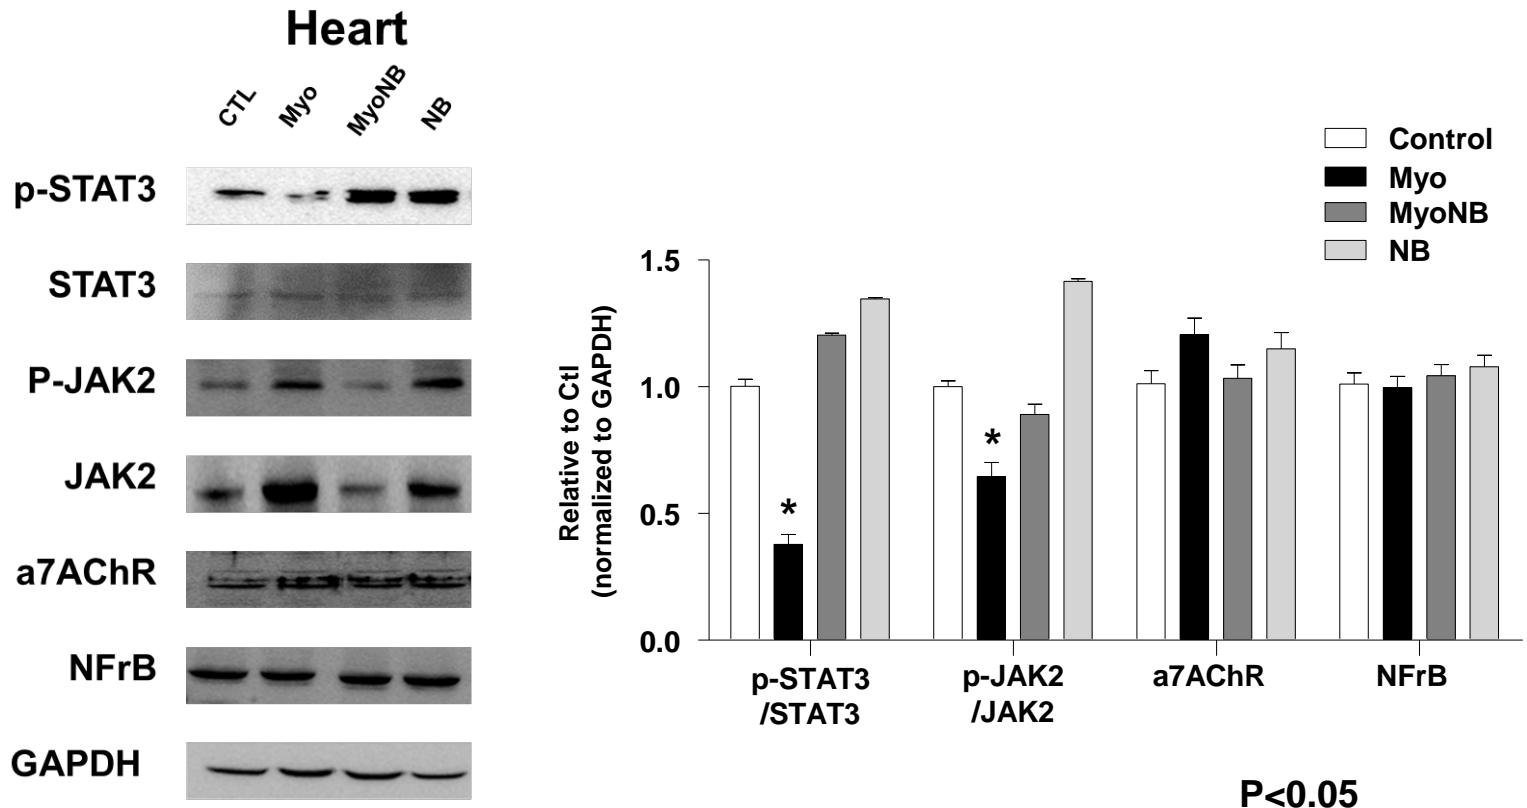 Heart
CTL Myo MyoNB NB
p-STAT3
STAT3
P-JAK2
JAK2
a7AChR
NFrB
GAPDH
Control
Myo
MyoNB
NB
Relative to Ctl
(normalized to GAPDH)
1.5
1.0
0.5
0.0
*
*
p-STAT3
/STAT3
p-JAK2
/JAK2
a7AChR
NFrB
P<0.05